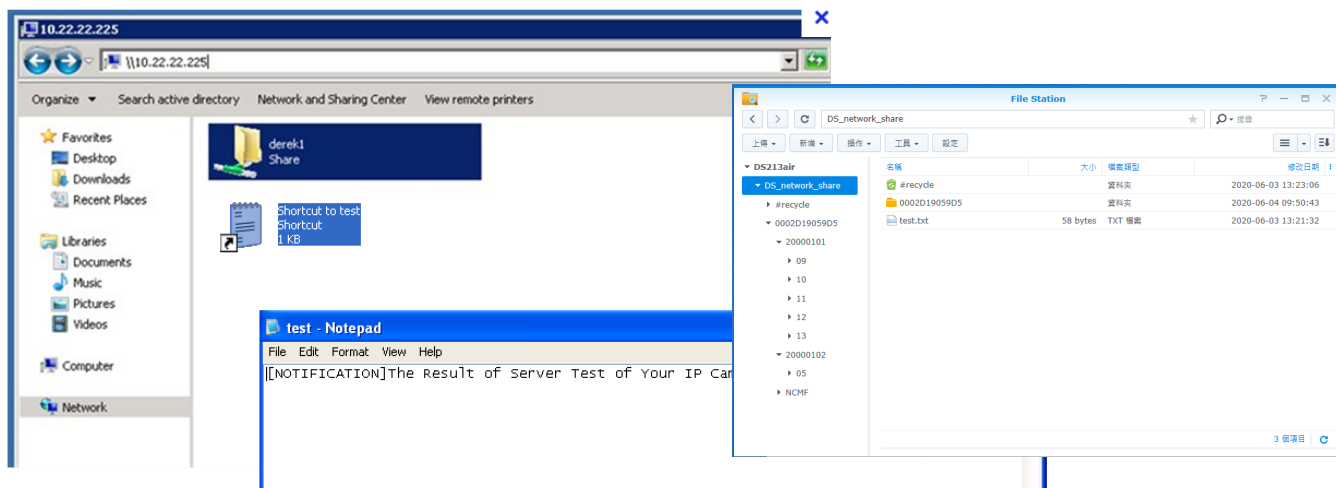 10.22.22.225
\\10.22.22.225
Organize Search active directory Network and Sharing Center View remote printers
Favorites
Desktop
Downloads
Recent Places
Libraries
Documents
Music
Pictures
Videos
Computer
Network
derek1
Share
Shortcut to test
Shortcut
1 KB
test - Notepad
File Edit Format View Help
[NOTIFICATION]The Result of Server Test of Your IP Car
File Station
DS_network_share
搜尋
上傳 新增 操作 工具 設定
DS213air
DS_network_share
#recycle
0002D19059D5
20000101
09
10
11
12
13
20000102
05
NCMF
名稱 大小 檔案類型 修改日期
#recycle 資料夾 2020-06-03 13:23:06
0002D19059D5 資料夾 2020-06-04 09:50:43
test.txt 58 bytes TXT 檔案 2020-06-03 13:21:32
3 個項目